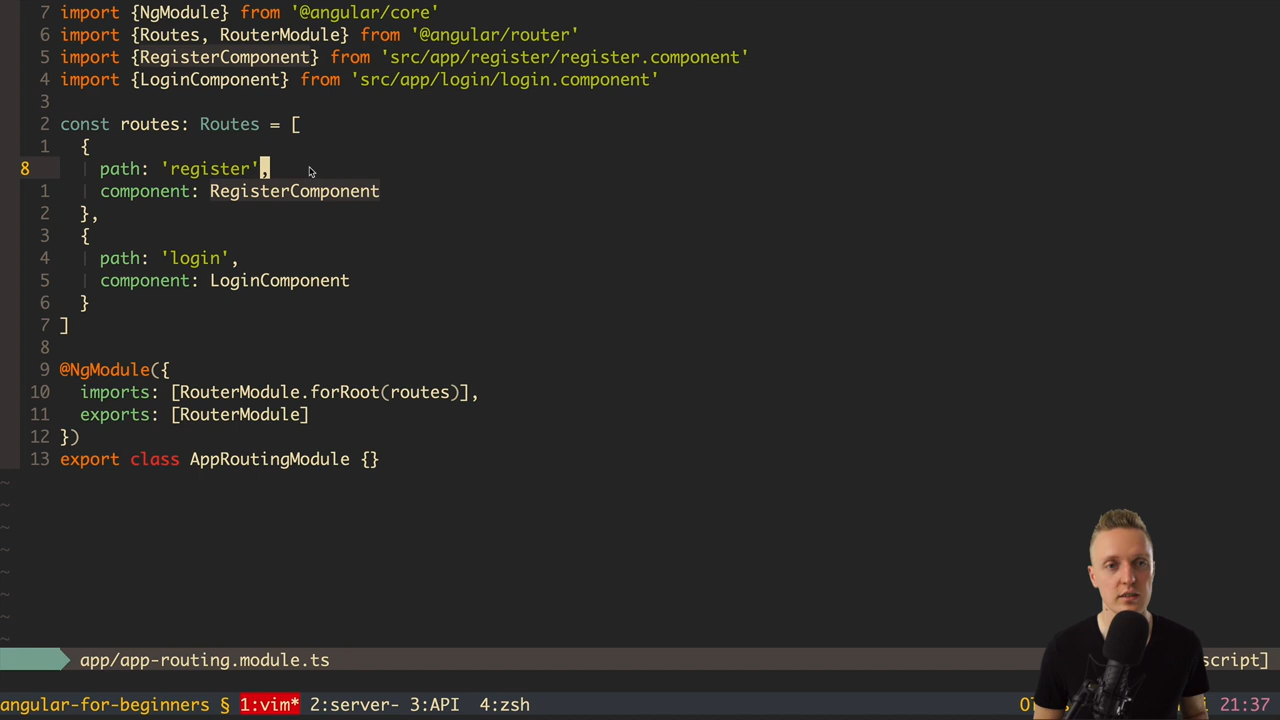 7 import {NgModule} from '@angular/core'
6 import {Routes, RouterModule} from '@angular/router'
5 import {RegisterComponent} from 'src/app/register/register.component'
4 import {LoginComponent} from 'src/app/login/login.component'
3
2 const routes: Routes = [
1 {
8 path: 'register',
1 component: RegisterComponent
2 },
3 {
4 path: 'login',
5 component: LoginComponent
6 }
7 ]
8
9 @NgModule({
10 imports: [RouterModule.forRoot(routes)],
11 exports: [RouterModule]
12 })
13 export class AppRoutingModule {}
~
~
~
~
~
~
~
~
app/app-routing.module.ts script]
angular-for-beginners § 1:vim* 2:server- 3:API 4:zsh 21:37